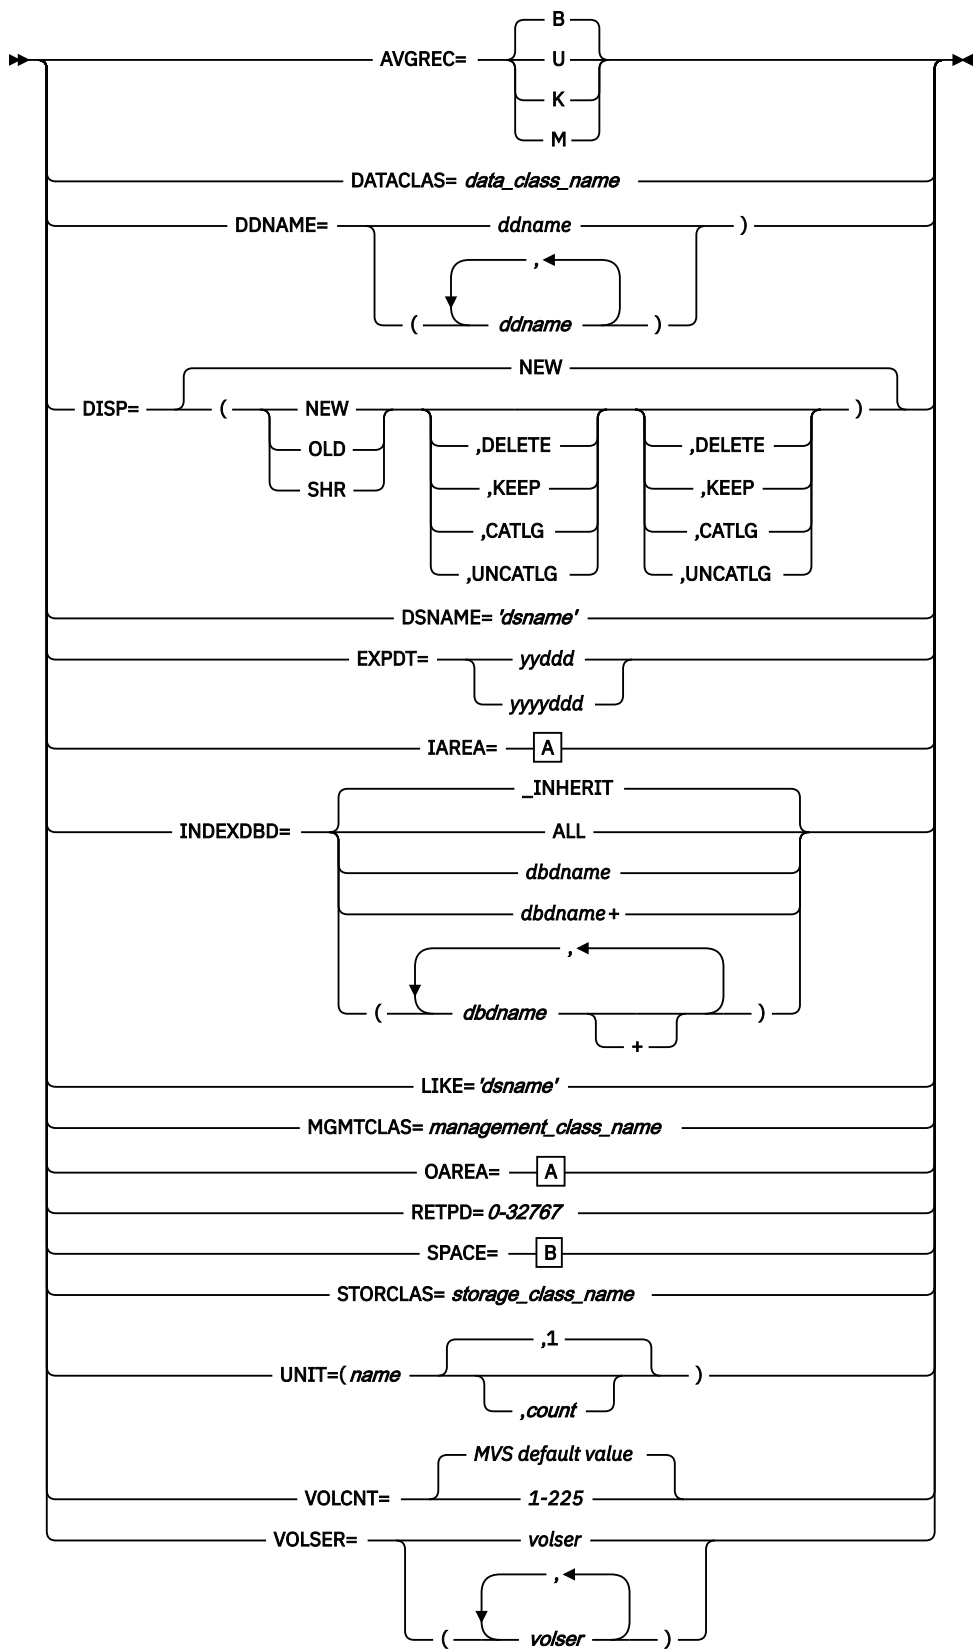 B
AVGREC= U
K
M
DATACLAS= data_class_name
DDNAME= ddname )
,
( ddname )
NEW
DISP= ( NEW )
OLD ,DELETE ,DELETE
SHR ,KEEP ,KEEP
,CATLG ,CATLG
,UNCATLG ,UNCATLG
DSNAME= 'dsname'
EXPDT= yyddd
yyyyddd
IAREA= A
_INHERIT
INDEXDBD= ALL
dbdname
dbdname+
,
( dbdname )
+
LIKE= 'dsname'
MGMTCLAS= management_class_name
OAREA= A
RETPD= 0-32767
SPACE= B
STORCLAS= storage_class_name
,1
UNIT=( name )
,count
MVS default value
VOLCNT= 1-225
VOLSER= volser
,
( volser )